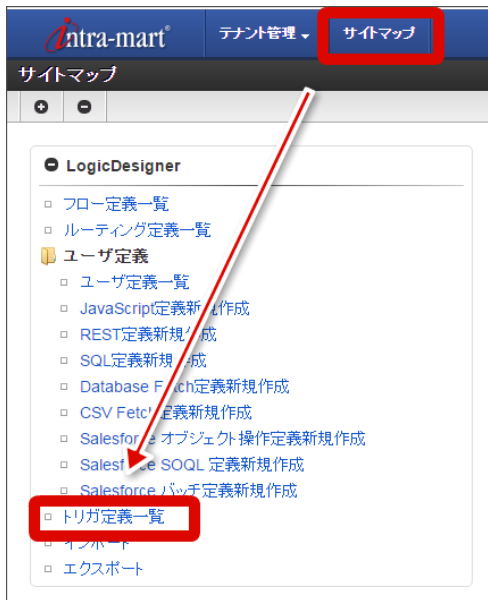 intra-mart® テナント管理 サイトマップ
サイトマップ
LogicDesigner
フロー定義一覧
ルーティング定義一覧
ユーザ定義
ユーザ定義一覧
JavaScript定義新規作成
REST定義新規作成
SQL定義新規作成
Database Fetch定義新規作成
CSV Fetch定義新規作成
Salesforce オブジェクト操作定義新規作成
Salesforce SOQL 定義新規作成
Salesforce バッチ定義新規作成
トリガ定義一覧
インポート
エクスポート